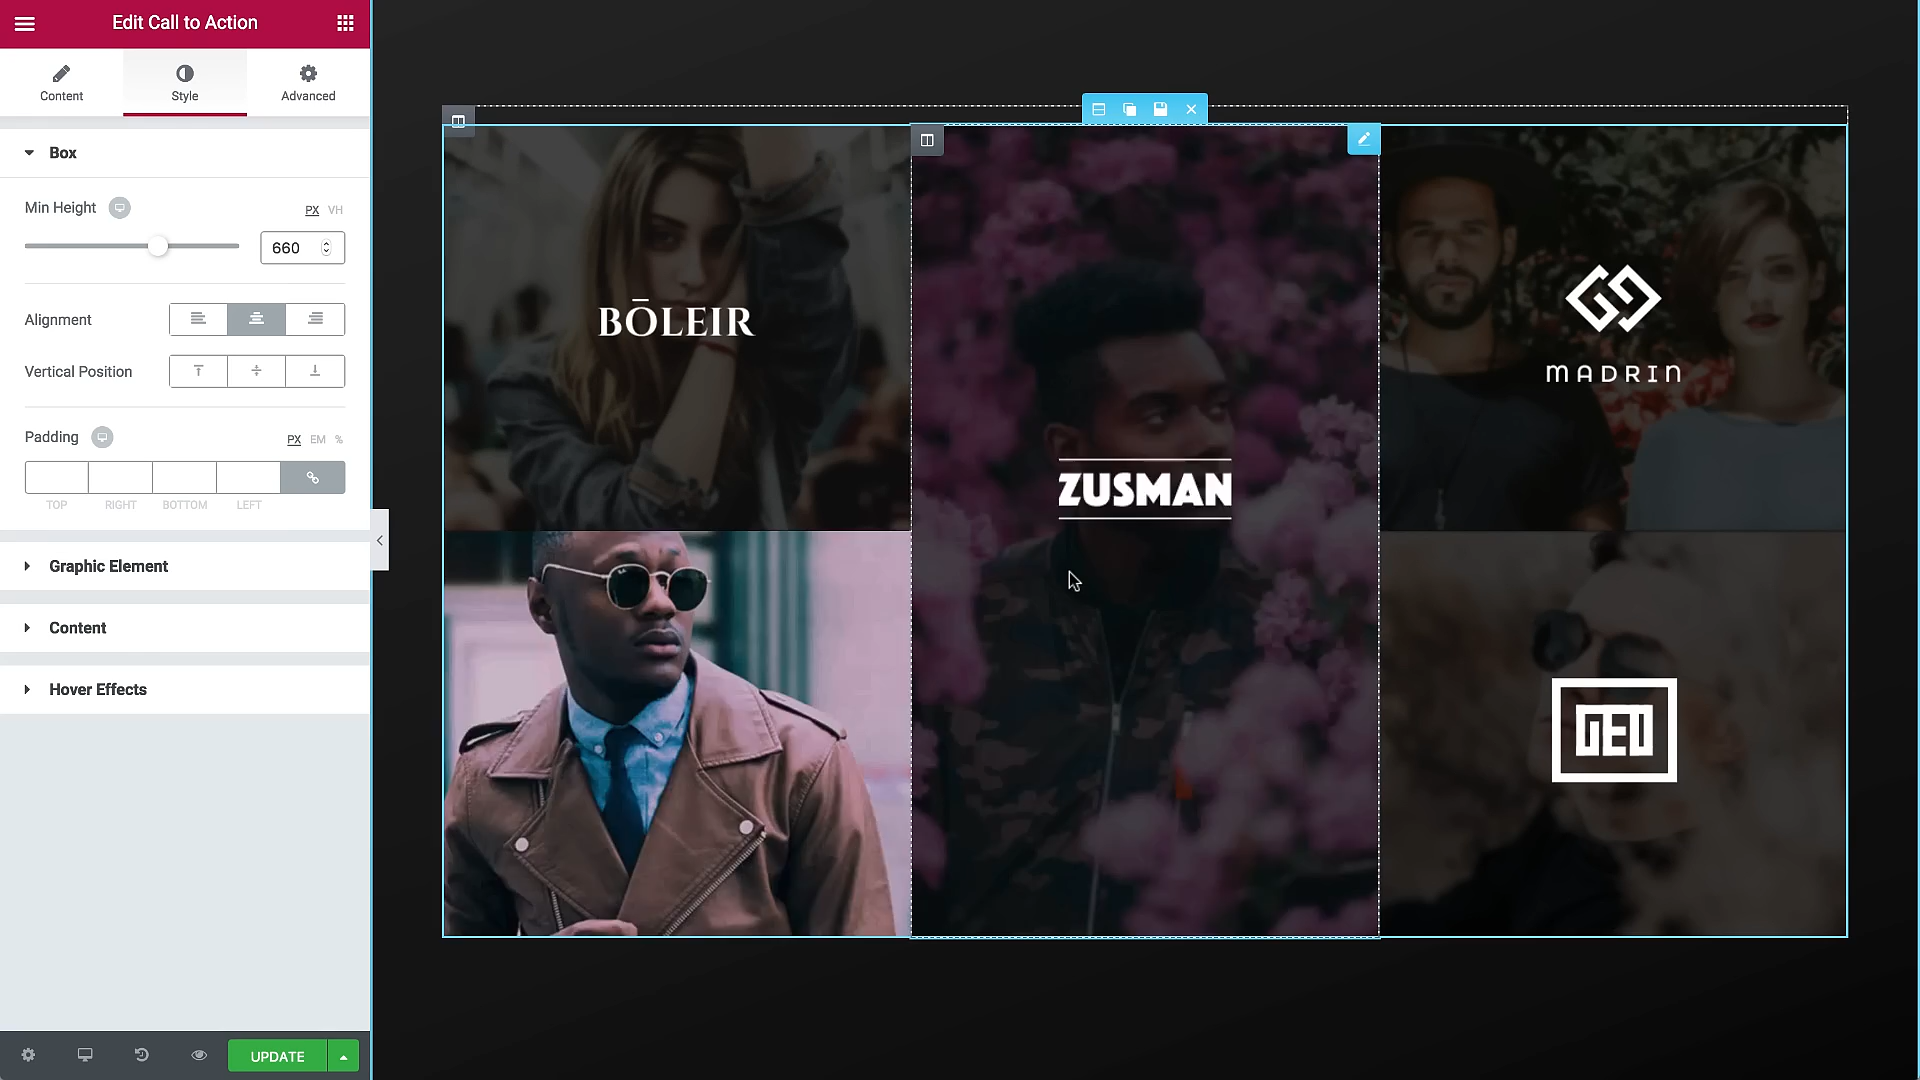 Edit Call to Action
Content
Style
Advanced
Box
Min Height
PX VH
660
Alignment
Vertical Position
Padding
PX EM %
TOP RIGHT BOTTOM LEFT
Graphic Element
Content
Hover Effects
UPDATE
BŌLEIR
ZUSMAN
MADRIN
GEO